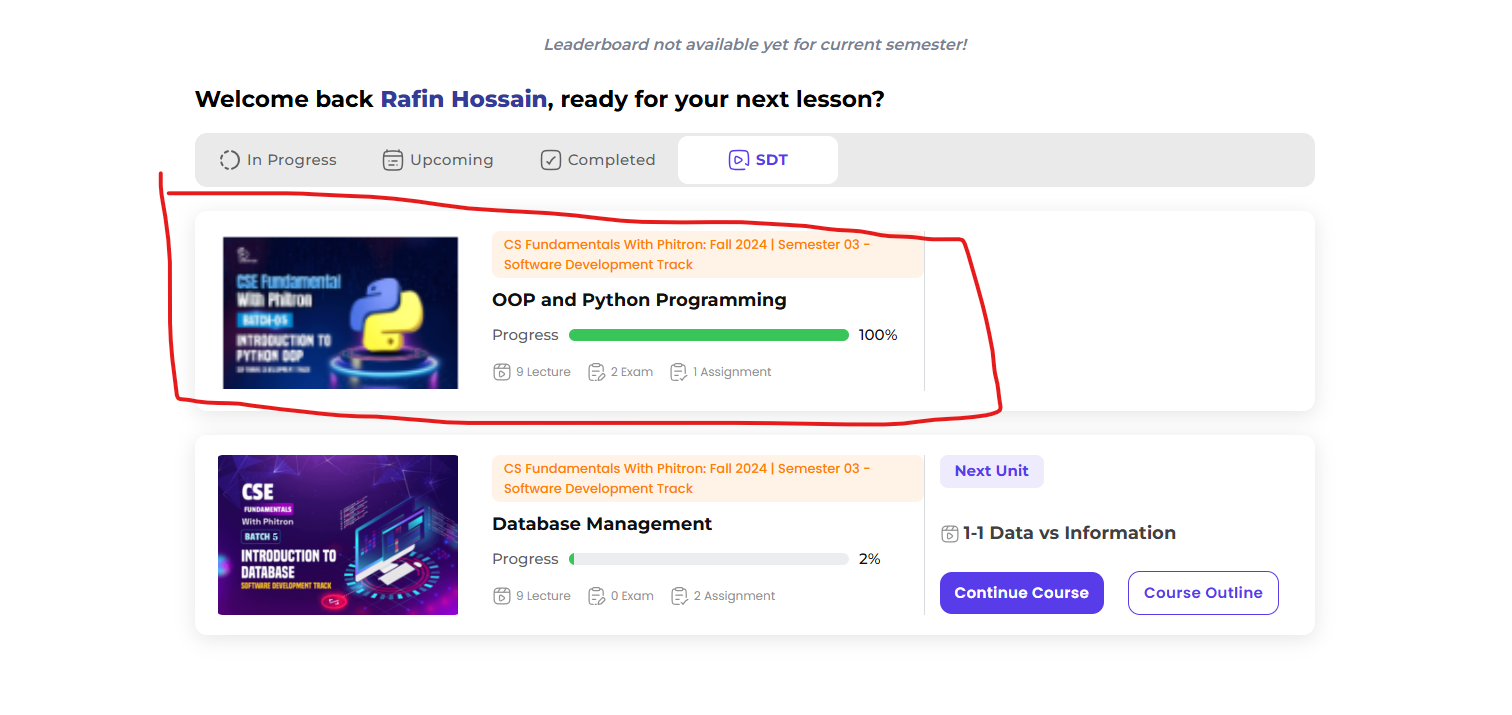 Leaderboard not available yet for current semester!
Welcome back Rafin Hossain, ready for your next lesson?
In Progress
Upcoming
Completed
SDT
CSE Fundamental
With Phitron
BATCH-05
INTRODUCTION TO
PYTHON OOP
CS Fundamentals With Phitron: Fall 2024 | Semester 03 -
Software Development Track
OOP and Python Programming
Progress 100%
9 Lecture 2 Exam 1 Assignment
CSE
FUNDAMENTALS
With Phitron
BATCH 5
INTRODUCTION TO
DATABASE
SOFTWARE DEVELOPMENT TRACK
CS Fundamentals With Phitron: Fall 2024 | Semester 03 -
Software Development Track
Database Management
Progress 2%
9 Lecture 0 Exam 2 Assignment
Next Unit
1-1 Data vs Information
Continue Course
Course Outline